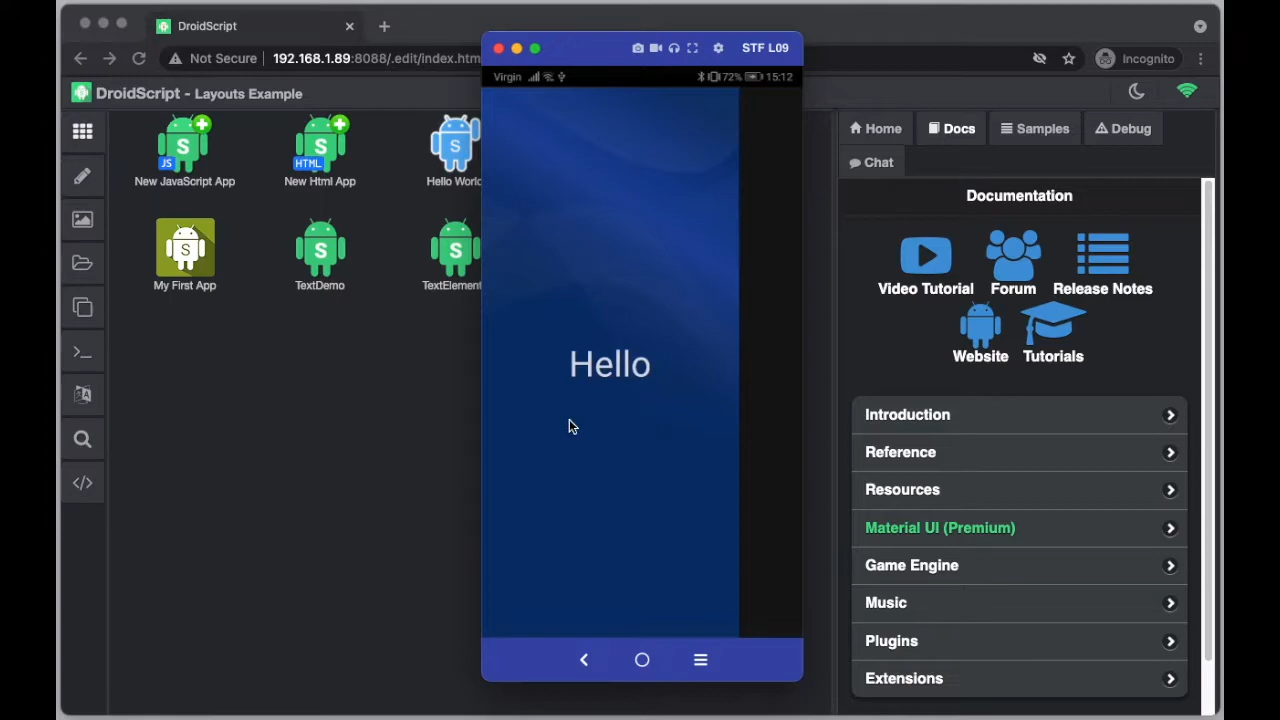 DroidScript
Not Secure
192.168.1.89:8088/.edit/index.htm
Incognito
DroidScript - Layouts Example
STF L09
Virgin
72%
15:12
S
JS
New JavaScript App
S
HTML
New Html App
S
Hello World
S
My First App
S
TextDemo
S
TextElement
Hello
Home
Docs
Samples
Debug
Chat
Documentation
Video Tutorial
Forum
Release Notes
Website
Tutorials
Introduction
Reference
Resources
Material UI (Premium)
Game Engine
Music
Plugins
Extensions